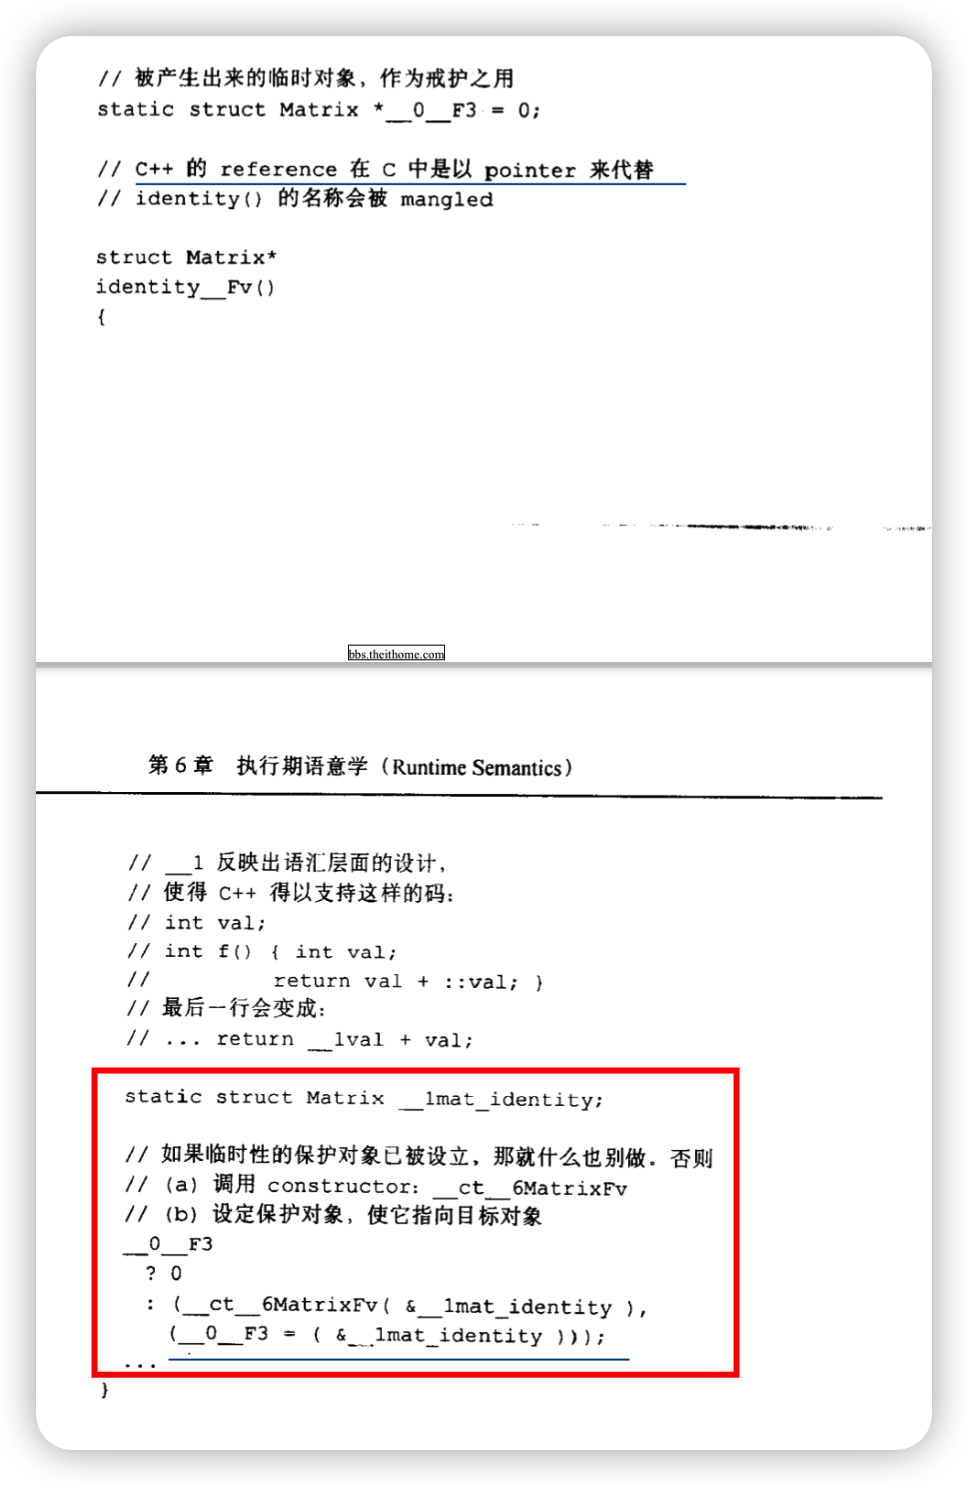 // 被产生出来的临时对象，作为戒护之用
static struct Matrix *__0__F3 = 0;
// C++ 的 reference 在 C 中是以 pointer 来代替
// identity() 的名称会被 mangled
struct Matrix*
identity__Fv()
{
bbs.theithome.com
第 6 章 执行期语意学（Runtime Semantics）
// __1 反映出语汇层面的设计，
// 使得 C++ 得以支持这样的码：
// int val;
// int f() { int val;
// return val + ::val; }
// 最后一行会变成：
// ... return __1val + val;
static struct Matrix __1mat_identity;
// 如果临时性的保护对象已被设立，那就什么也别做。否则
// (a) 调用 constructor: __ct__6MatrixFv
// (b) 设定保护对象，使它指向目标对象
__0__F3
? 0
: (__ct__6MatrixFv( &__1mat_identity ),
(__0__F3 = ( &__1mat_identity )));
...
}